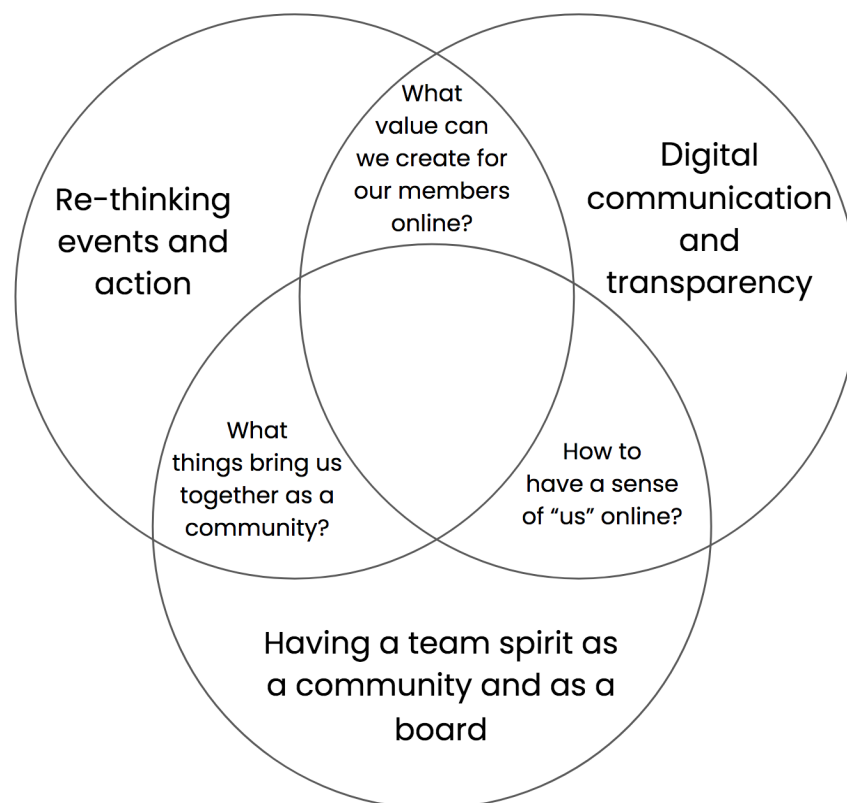 What
value can
we create for
our members
online?
Re-thinking
events and
action
Digital
communication
and
transparency
What
things bring us
together as a
community?
How to
have a sense
of “us” online?
Having a team spirit as
a community and as a
board